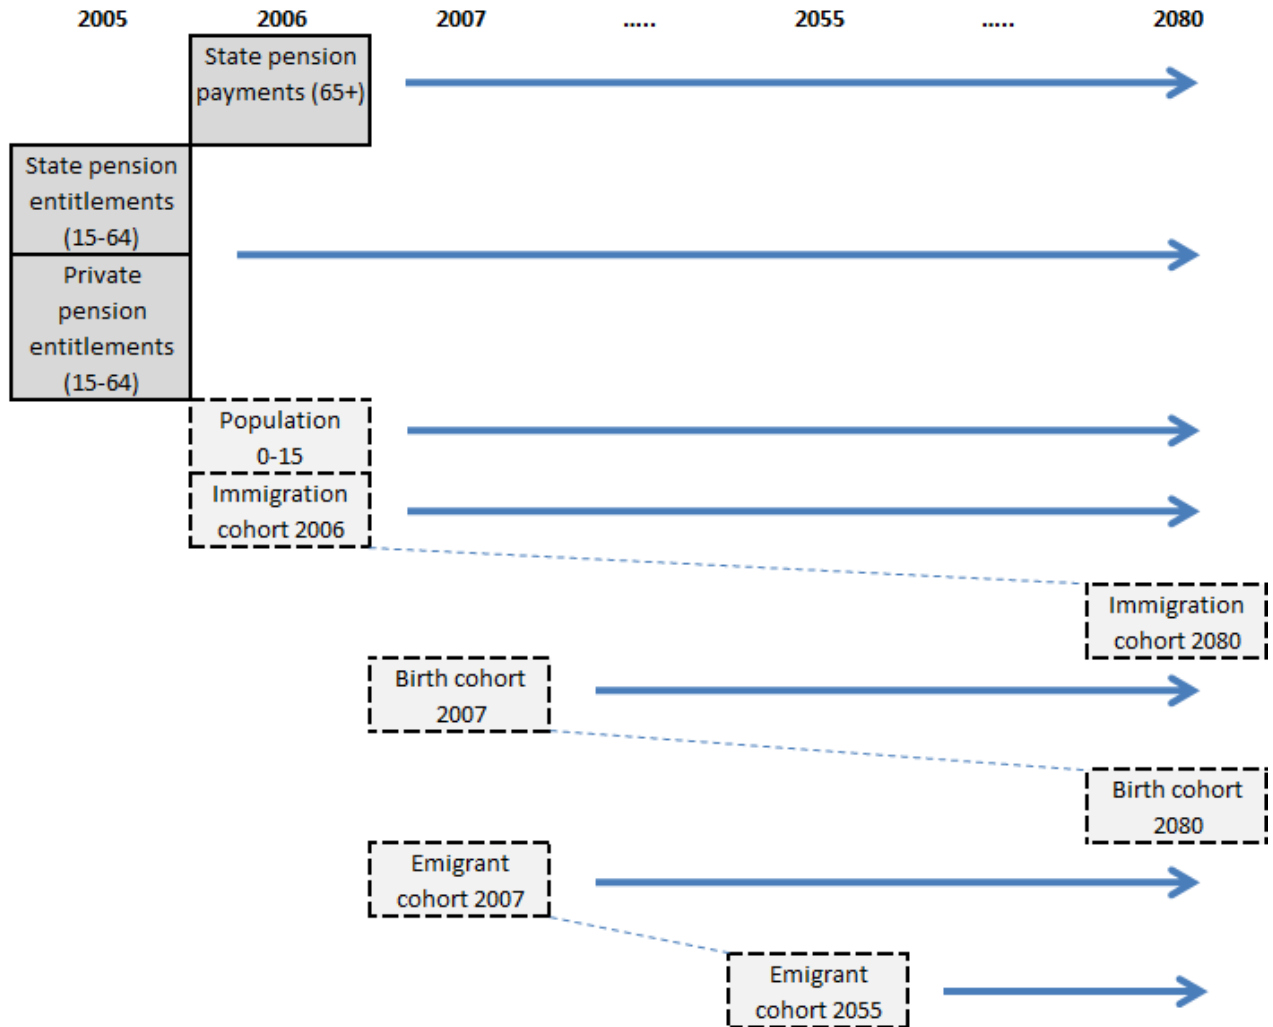 2005 2006 2007 ..... 2055 ..... 2080
State pension
payments (65+)
State pension
entitlements
(15-64)
Private
pension
entitlements
(15-64)
Population
0-15
Immigration
cohort 2006
Immigration
cohort 2080
Birth cohort
2007
Birth cohort
2080
Emigrant
cohort 2007
Emigrant
cohort 2055